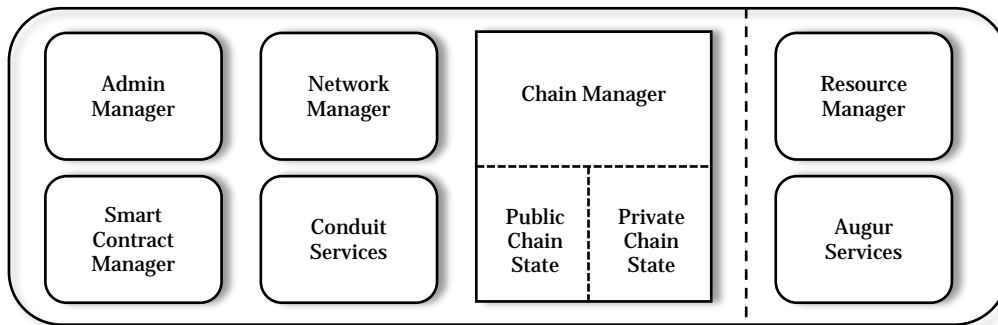 Admin
Manager
Network
Manager
Chain Manager
Resource
Manager
Smart
Contract
Manager
Conduit
Services
Public
Chain
State
Private
Chain
State
Augur
Services